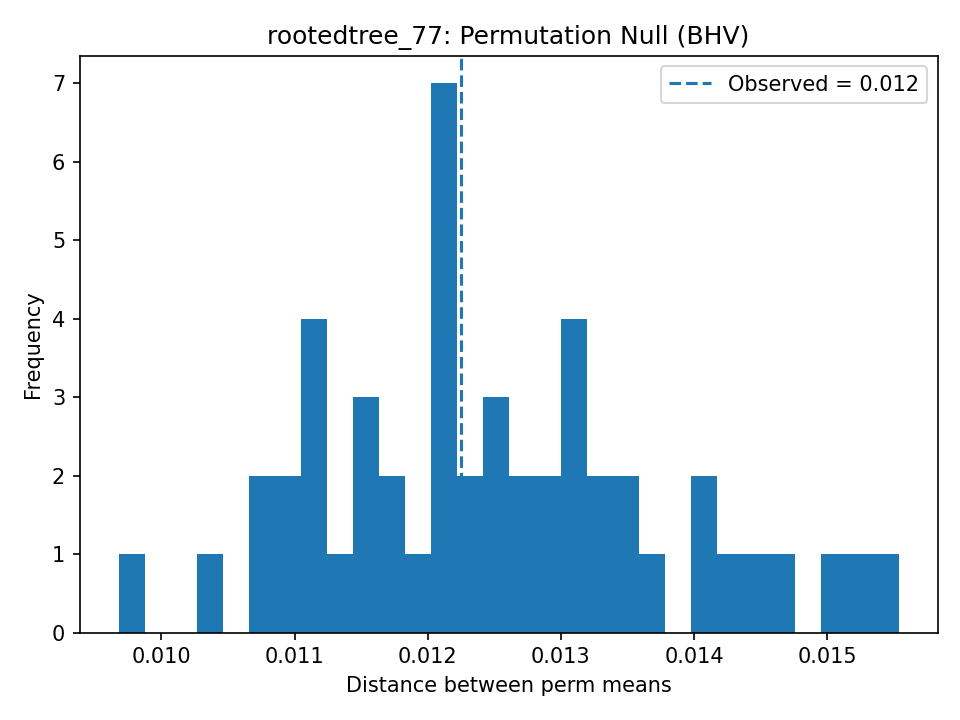 rootedtree_77: Permutation Null (BHV)
Observed = 0.012
7
6
5
4
3
2
1
0
Frequency
0.010 0.011 0.012 0.013 0.014 0.015
Distance between perm means